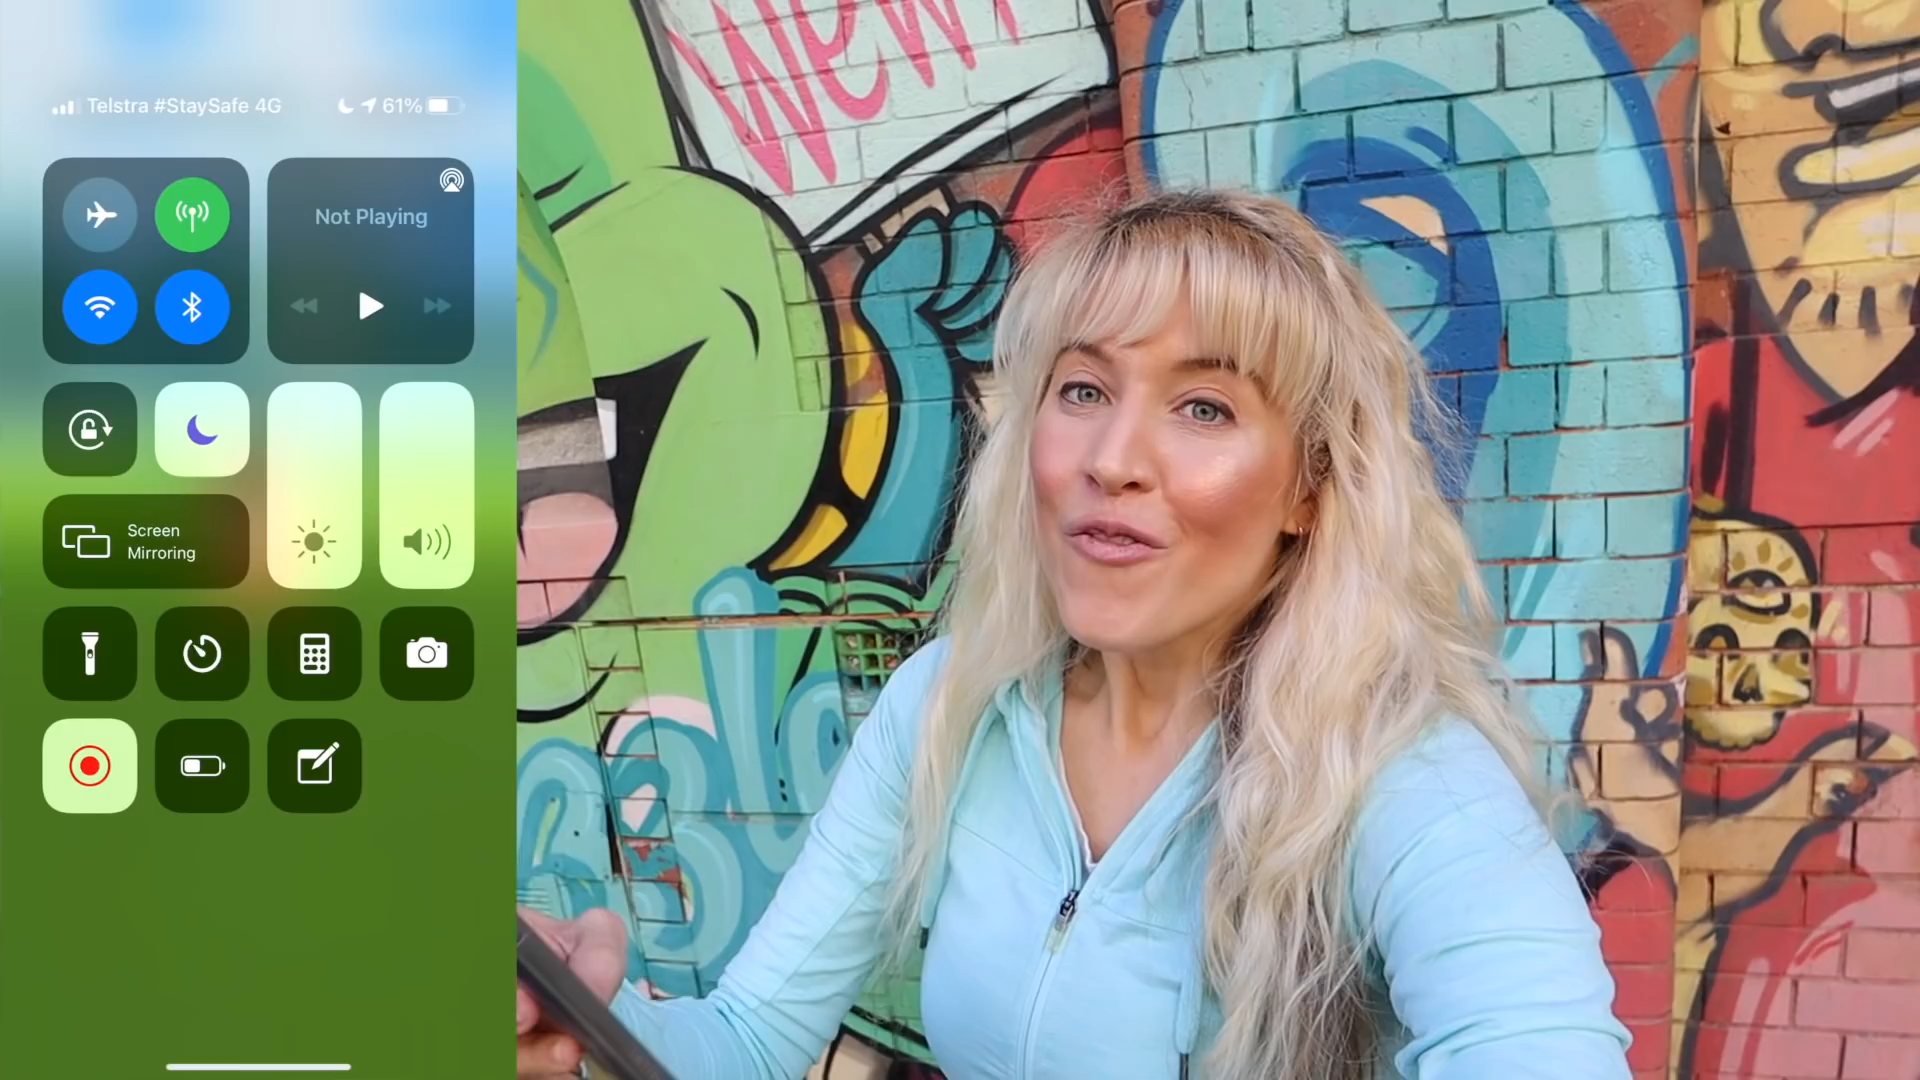 Telstra #StaySafe 4G
61%
Not Playing
Screen
Mirroring